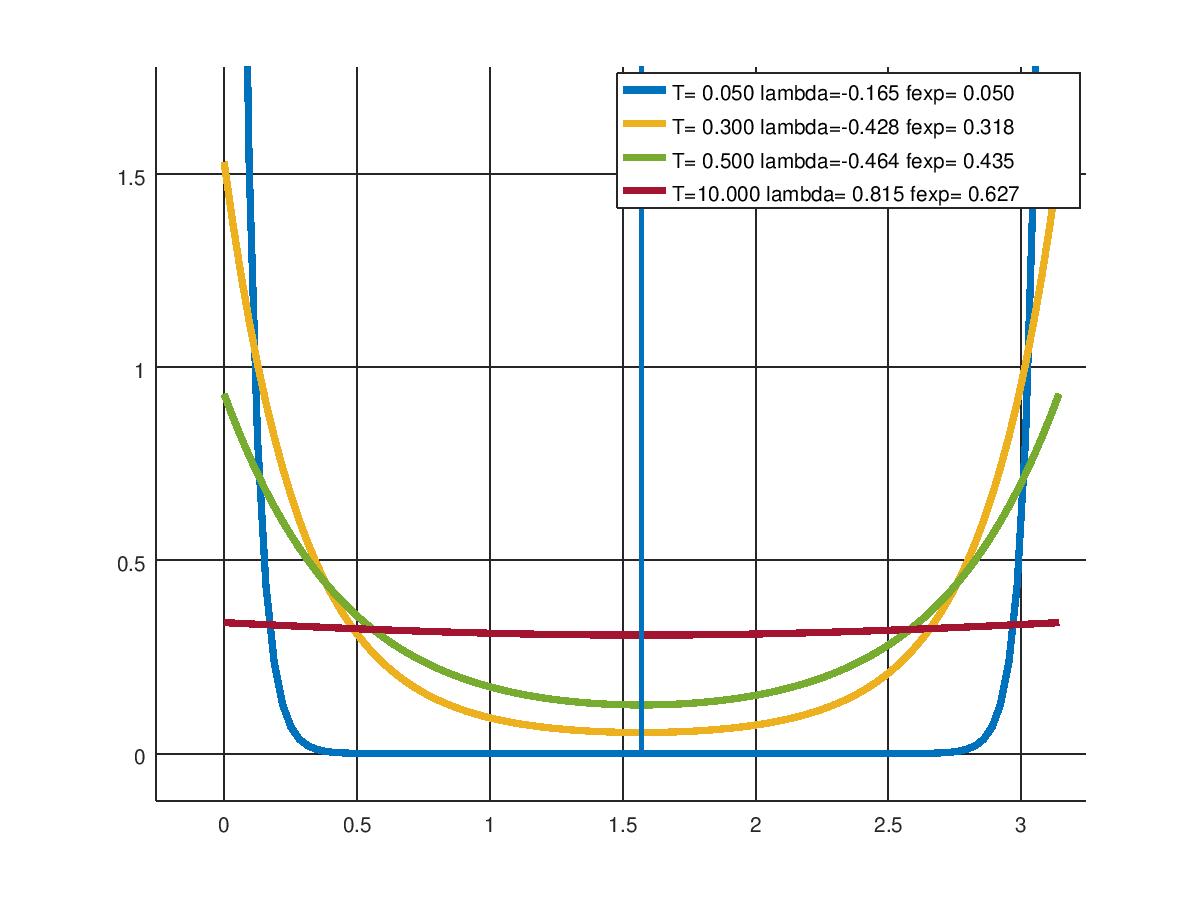 T= 0.050 lambda=-0.165 fexp= 0.050
T= 0.300 lambda=-0.428 fexp= 0.318
T= 0.500 lambda=-0.464 fexp= 0.435
T=10.000 lambda= 0.815 fexp= 0.627
1.5
1
0.5
0
0 0.5 1 1.5 2 2.5 3